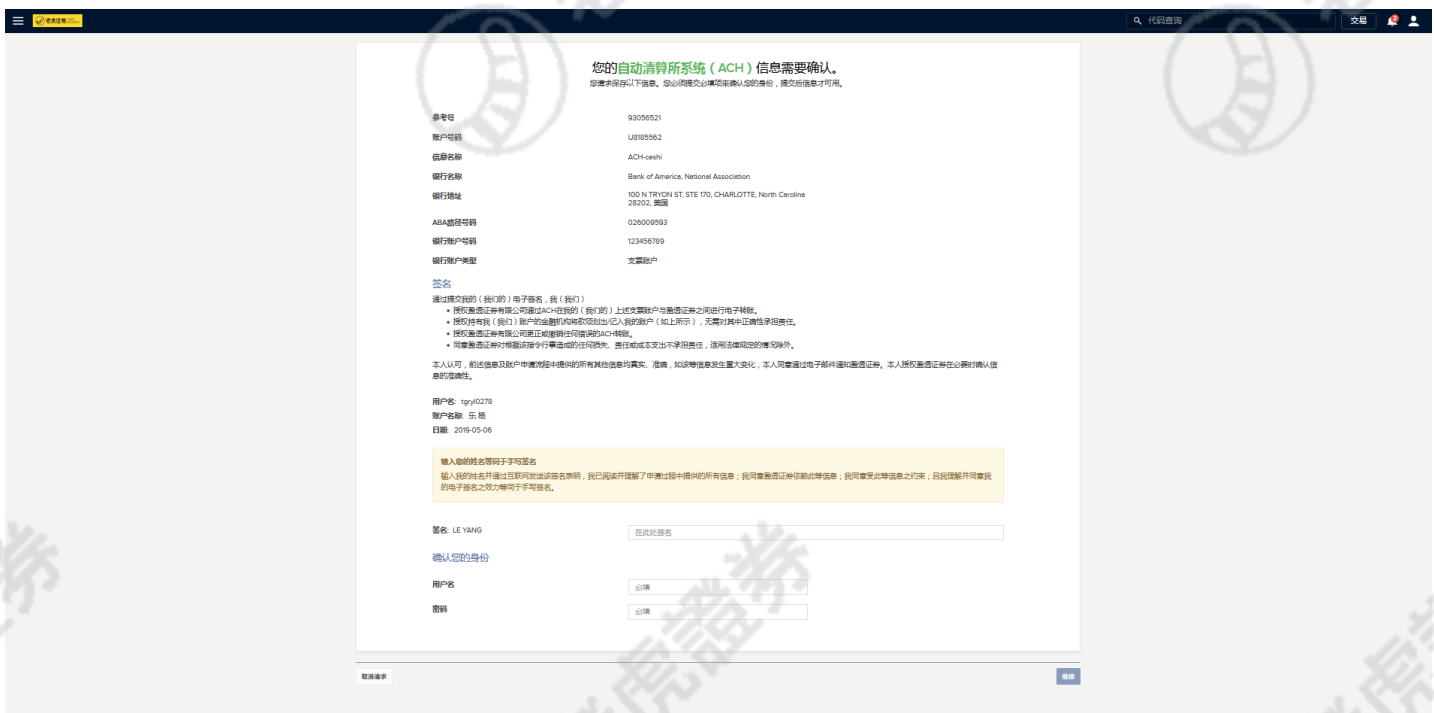 老虎证券
代码查询
交易
您的自动清算所系统（ACH）信息需要确认。
您请求保存以下信息。您必须提交必填项来确认您的身份，提交后信息才可用。
参考号 93056521
账户号码 U8185562
信息名称 ACH-ceshi
银行名称 Bank of America, National Association
银行地址 100 N TRYON ST, STE 170, CHARLOTTE, North Carolina
28202, 美国
ABA路径号码 026009593
银行账户号码 123456789
银行账户类型 支票账户
签名
通过提交我的（我们的）电子签名，我（我们）
• 授权盈透证券有限公司通过ACH在我的（我们的）上述支票账户与盈透证券之间进行电子转账。
• 授权持有我（我们）账户的金融机构将款项划出/记入我的账户（如上所示），无需对其中正确性承担责任。
• 授权盈透证券有限公司更正或撤销任何错误的ACH转账。
• 同意盈透证券对根据该指令行事造成的任何损失、责任或成本支出不承担责任，适用法律规定的情况除外。
本人认可，前述信息及账户申请流程中提供的所有其他信息均真实、准确，如该等信息发生重大变化，本人同意通过电子邮件通知盈透证券。本人授权盈透证券在必要时确认信
息的准确性。
用户名: tgryl0278
账户名称: 乐 杨
日期: 2019-05-06
输入您的姓名等同于手写签名
输入我的姓名并通过互联网发送该签名表明，我已阅读并理解了申请过程中提供的所有信息；我同意盈透证券依赖此等信息；我同意受此等信息之约束；且我理解并同意我
的电子签名之效力等同于手写签名。
签名: LE YANG 在此处签名
确认您的身份
用户名 必填
密码 必填
取消请求 继续
老虎證券